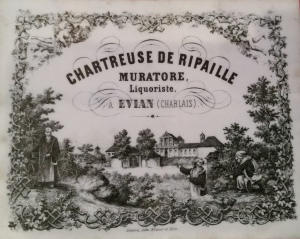 CHARTREUSE DE RIPAILLE
MURATORE,
Liquoriste.
A EVIAN (CHABLAIS)